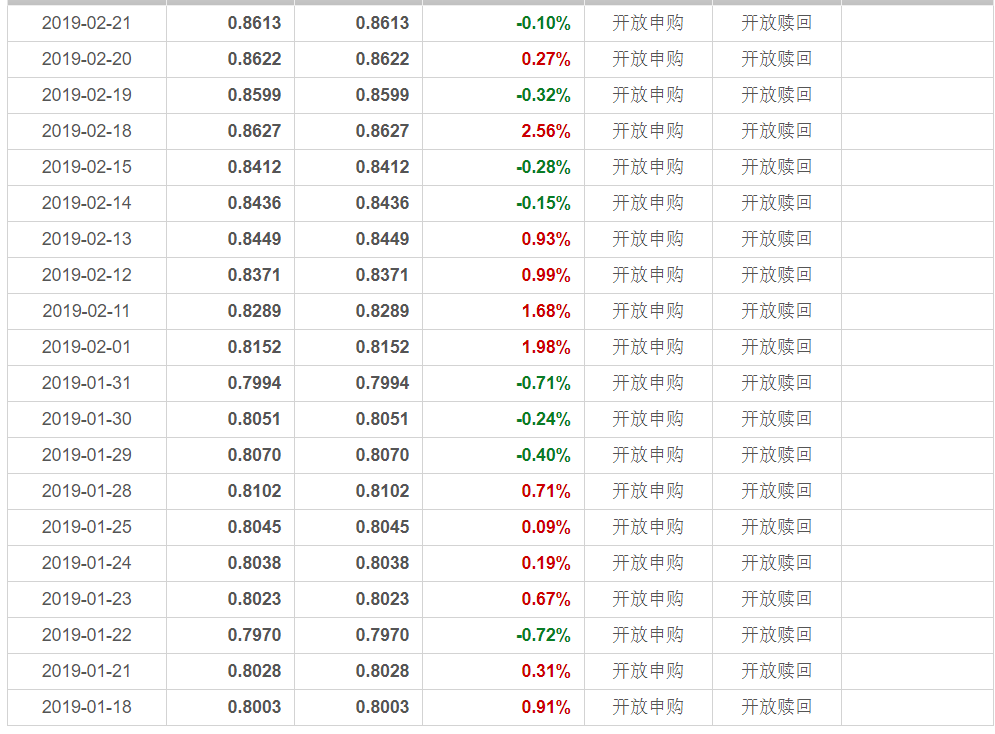 2019-02-21 0.8613 0.8613 -0.10% 开放申购 开放赎回
2019-02-20 0.8622 0.8622 0.27% 开放申购 开放赎回
2019-02-19 0.8599 0.8599 -0.32% 开放申购 开放赎回
2019-02-18 0.8627 0.8627 2.56% 开放申购 开放赎回
2019-02-15 0.8412 0.8412 -0.28% 开放申购 开放赎回
2019-02-14 0.8436 0.8436 -0.15% 开放申购 开放赎回
2019-02-13 0.8449 0.8449 0.93% 开放申购 开放赎回
2019-02-12 0.8371 0.8371 0.99% 开放申购 开放赎回
2019-02-11 0.8289 0.8289 1.68% 开放申购 开放赎回
2019-02-01 0.8152 0.8152 1.98% 开放申购 开放赎回
2019-01-31 0.7994 0.7994 -0.71% 开放申购 开放赎回
2019-01-30 0.8051 0.8051 -0.24% 开放申购 开放赎回
2019-01-29 0.8070 0.8070 -0.40% 开放申购 开放赎回
2019-01-28 0.8102 0.8102 0.71% 开放申购 开放赎回
2019-01-25 0.8045 0.8045 0.09% 开放申购 开放赎回
2019-01-24 0.8038 0.8038 0.19% 开放申购 开放赎回
2019-01-23 0.8023 0.8023 0.67% 开放申购 开放赎回
2019-01-22 0.7970 0.7970 -0.72% 开放申购 开放赎回
2019-01-21 0.8028 0.8028 0.31% 开放申购 开放赎回
2019-01-18 0.8003 0.8003 0.91% 开放申购 开放赎回